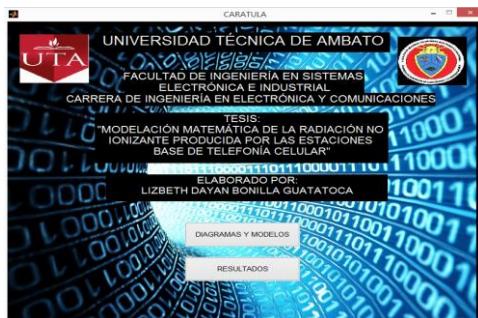 CARATULA
UTA
UNIVERSIDAD TÉCNICA DE AMBATO
FACULTAD DE INGENIERÍA EN SISTEMAS
ELECTRÓNICA E INDUSTRIAL
CARRERA DE INGENIERÍA EN ELECTRÓNICA Y COMUNICACIONES
TESIS:
"MODELACIÓN MATEMÁTICA DE LA RADIACIÓN NO
IONIZANTE PRODUCIDA POR LAS ESTACIONES
BASE DE TELEFONÍA CELULAR"
ELABORADO POR:
LIZBETH DAYAN BONILLA GUATATOCA
DIAGRAMAS Y MODELOS
RESULTADOS